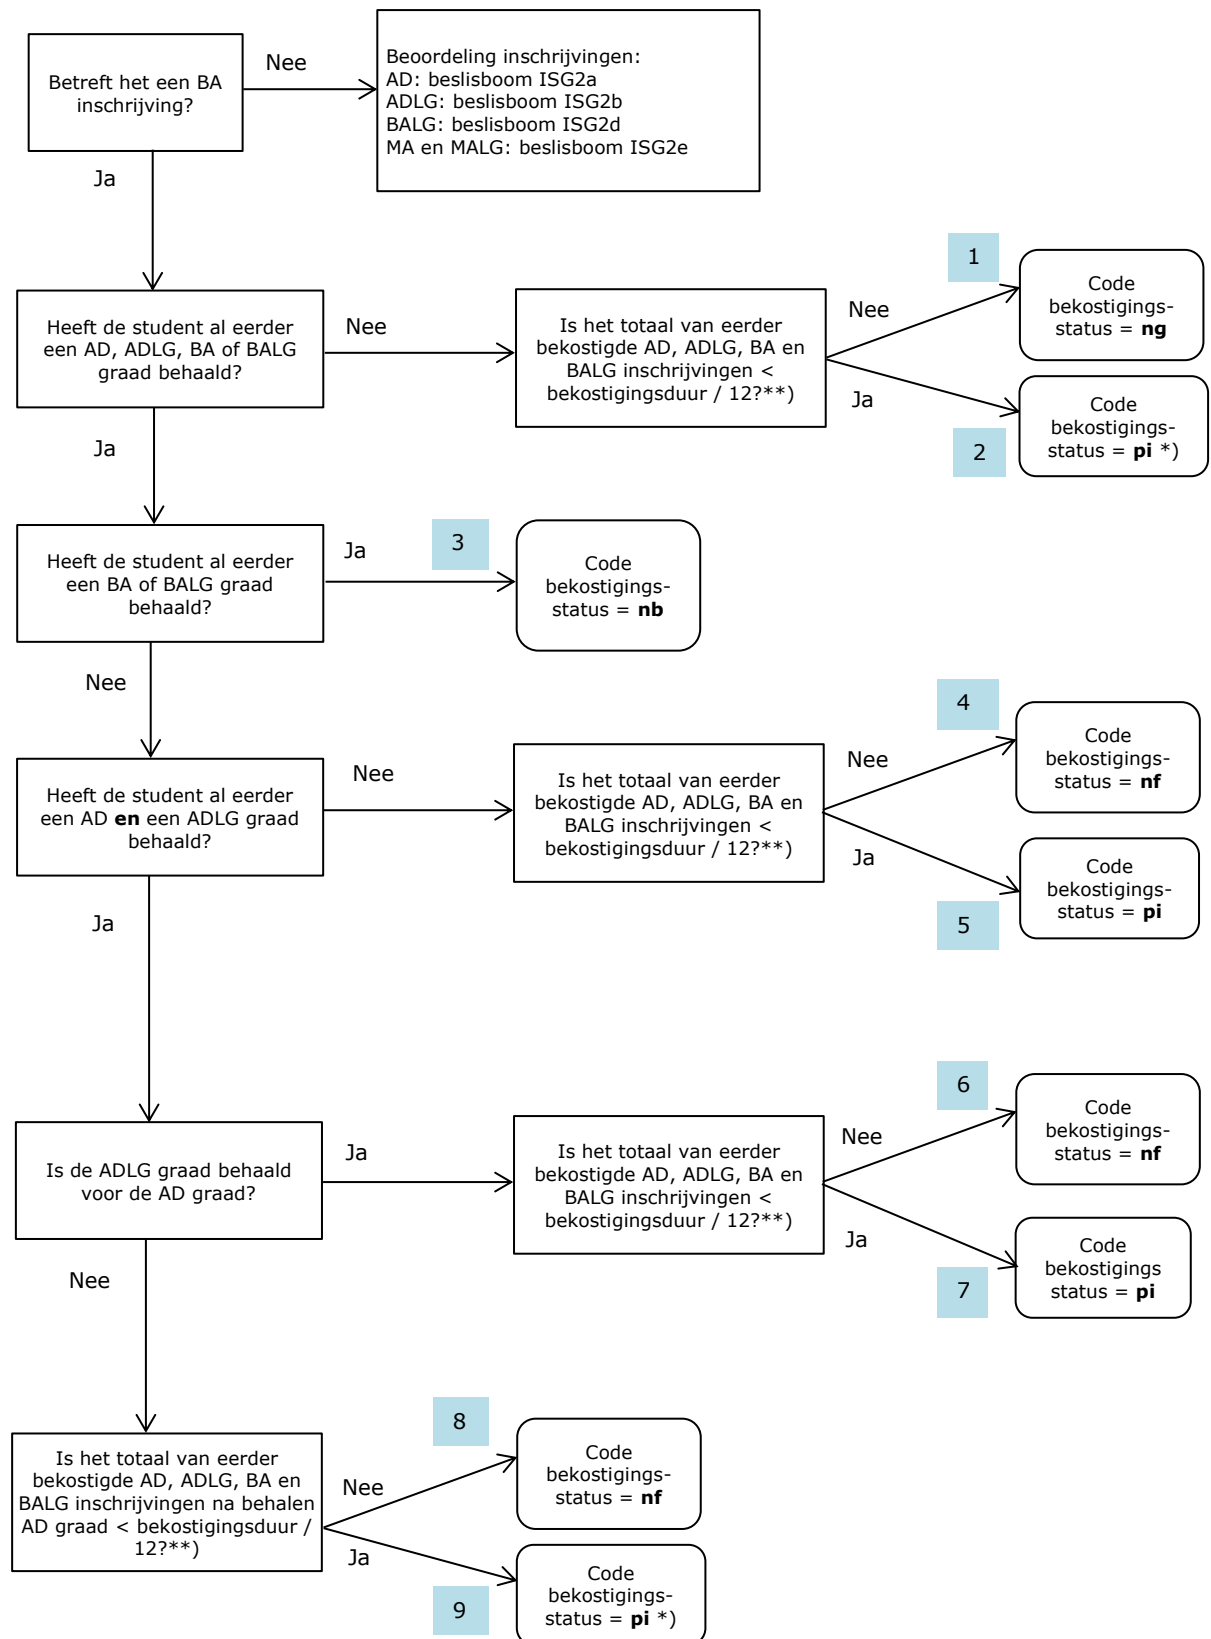 Betreft het een BA
inschrijving?
Nee
Beoordeling inschrijvingen:
AD: beslisboom ISG2a
ADLG: beslisboom ISG2b
BALG: beslisboom ISG2d
MA en MALG: beslisboom ISG2e
Ja
Heeft de student al eerder
een AD, ADLG, BA of BALG
graad behaald?
Nee
Is het totaal van eerder
bekostigde AD, ADLG, BA en
BALG inschrijvingen <
bekostigingsduur / 12?**)
Nee
1
Code
bekostigings-
status = ng
Ja
2
Code
bekostigings-
status = pi *)
Ja
Heeft de student al eerder
een BA of BALG graad
behaald?
Ja
3
Code
bekostigings-
status = nb
Nee
Heeft de student al eerder
een AD en een ADLG graad
behaald?
Nee
Is het totaal van eerder
bekostigde AD, ADLG, BA en
BALG inschrijvingen <
bekostigingsduur / 12?**)
Nee
4
Code
bekostigings-
status = nf
Ja
5
Code
bekostigings-
status = pi
Ja
Is de ADLG graad behaald
voor de AD graad?
Ja
Is het totaal van eerder
bekostigde AD, ADLG, BA en
BALG inschrijvingen <
bekostigingsduur / 12?**)
Nee
6
Code
bekostigings-
status = nf
Ja
7
Code
bekostigings
status = pi
Nee
Is het totaal van eerder
bekostigde AD, ADLG, BA en
BALG inschrijvingen na behalen
AD graad < bekostigingsduur /
12?**)
Nee
8
Code
bekostigings-
status = nf
Ja
9
Code
bekostigings-
status = pi *)